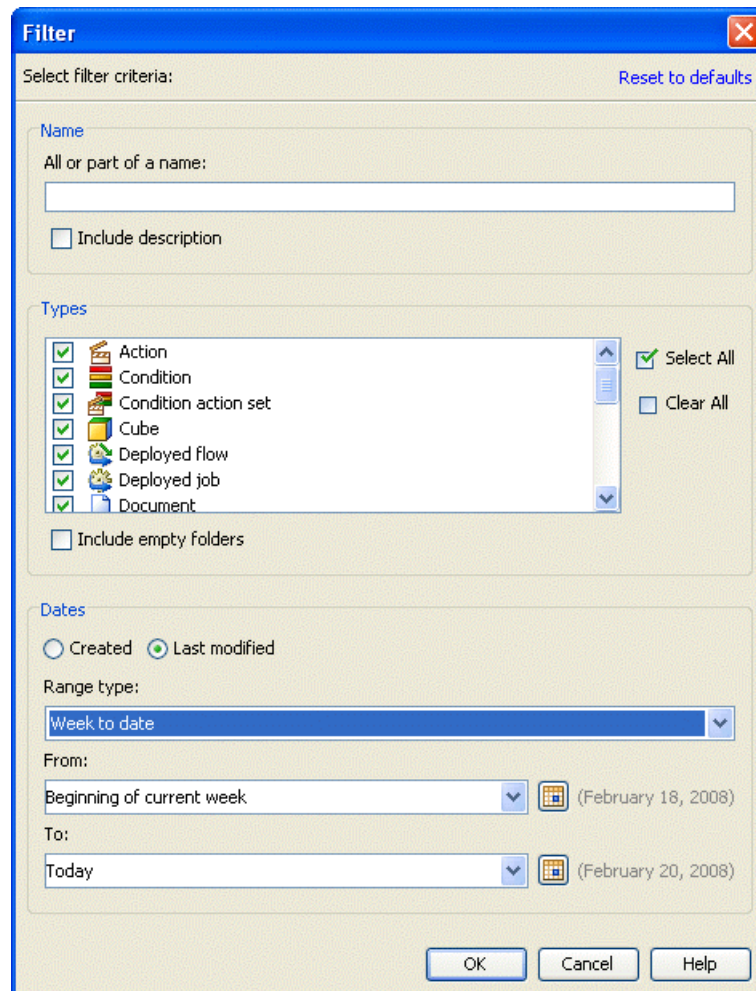 Filter
Select filter criteria: Reset to defaults
Name
All or part of a name:
Include description
Types
Action
Condition
Condition action set
Cube
Deployed flow
Deployed job
Document
Select All
Clear All
Include empty folders
Dates
Created Last modified
Range type:
Week to date
From:
Beginning of current week (February 18, 2008)
To:
Today (February 20, 2008)
OK Cancel Help